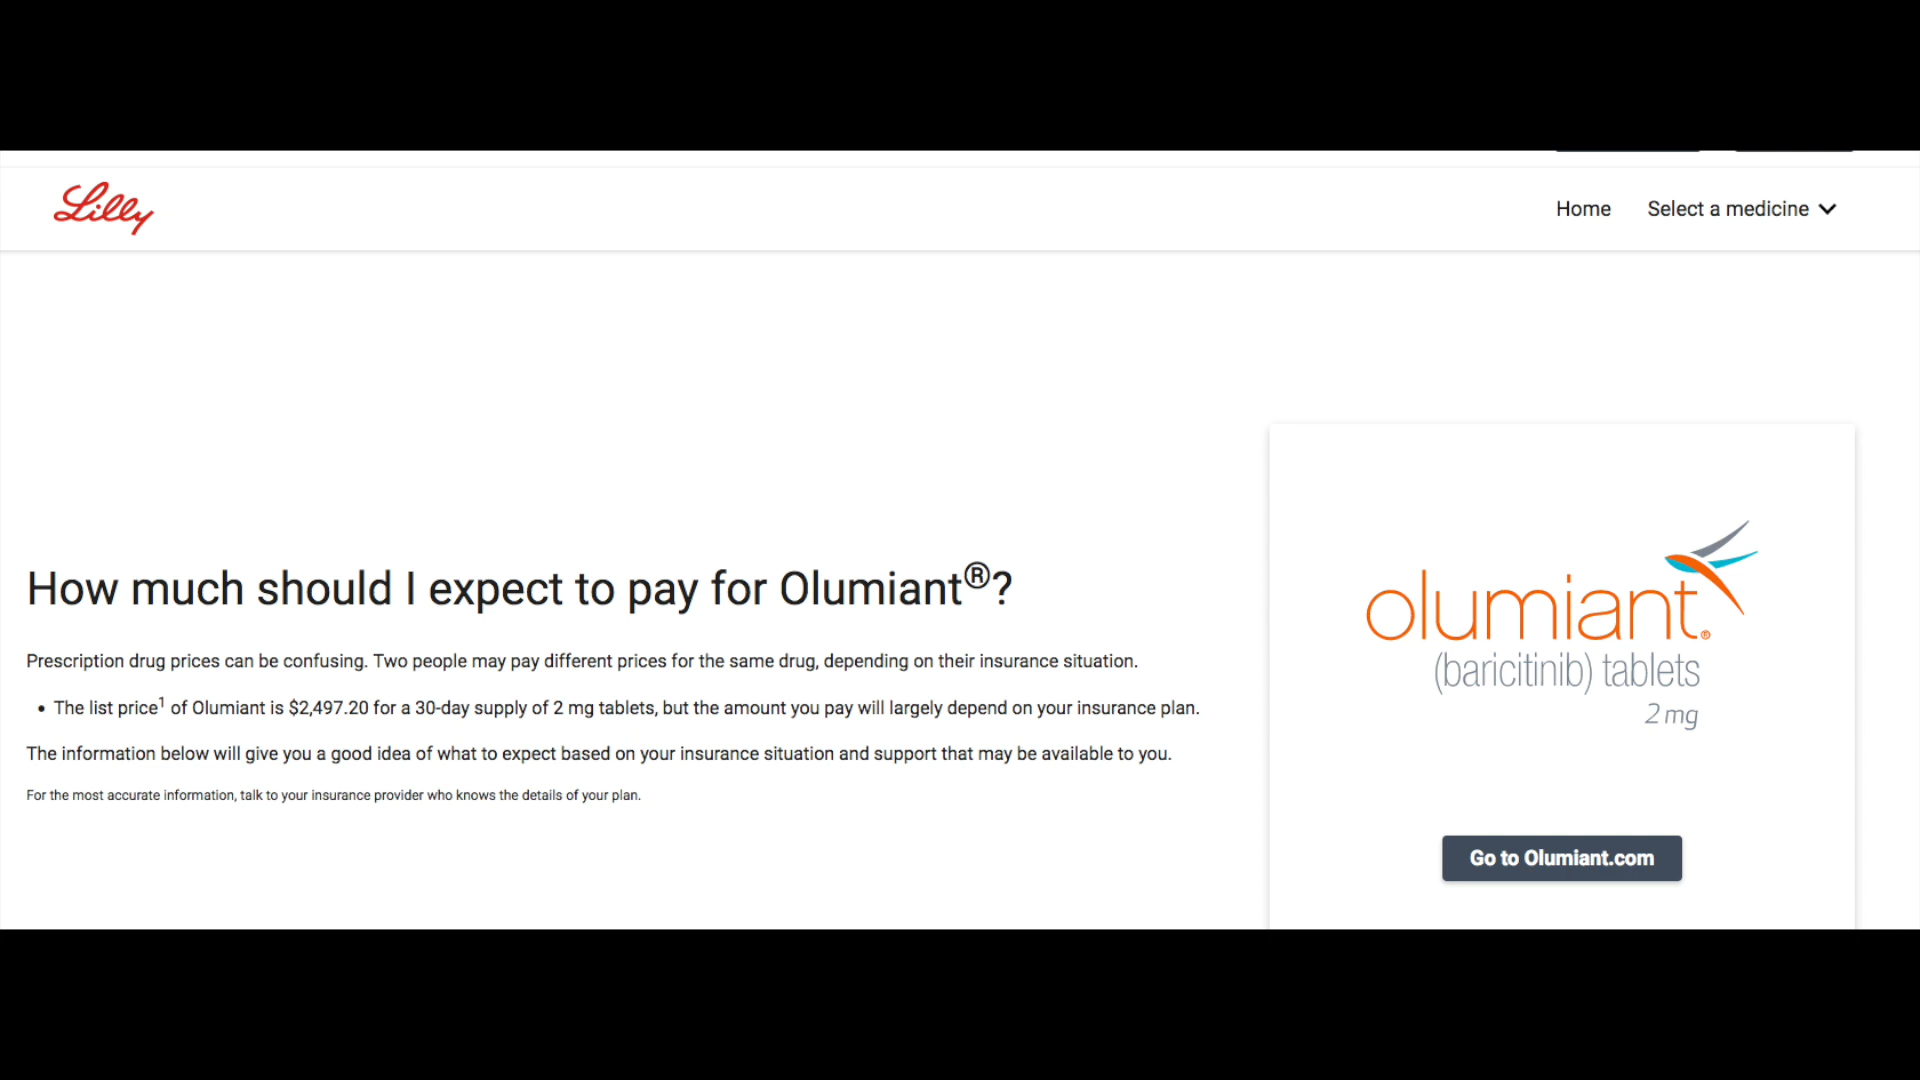 Lilly
Home
Select a medicine
How much should I expect to pay for Olumiant®?
Prescription drug prices can be confusing. Two people may pay different prices for the same drug, depending on their insurance situation.
• The list price¹ of Olumiant is $2,497.20 for a 30-day supply of 2 mg tablets, but the amount you pay will largely depend on your insurance plan.
The information below will give you a good idea of what to expect based on your insurance situation and support that may be available to you.
For the most accurate information, talk to your insurance provider who knows the details of your plan.
olumiant®
(baricitinib) tablets
2 mg
Go to Olumiant.com